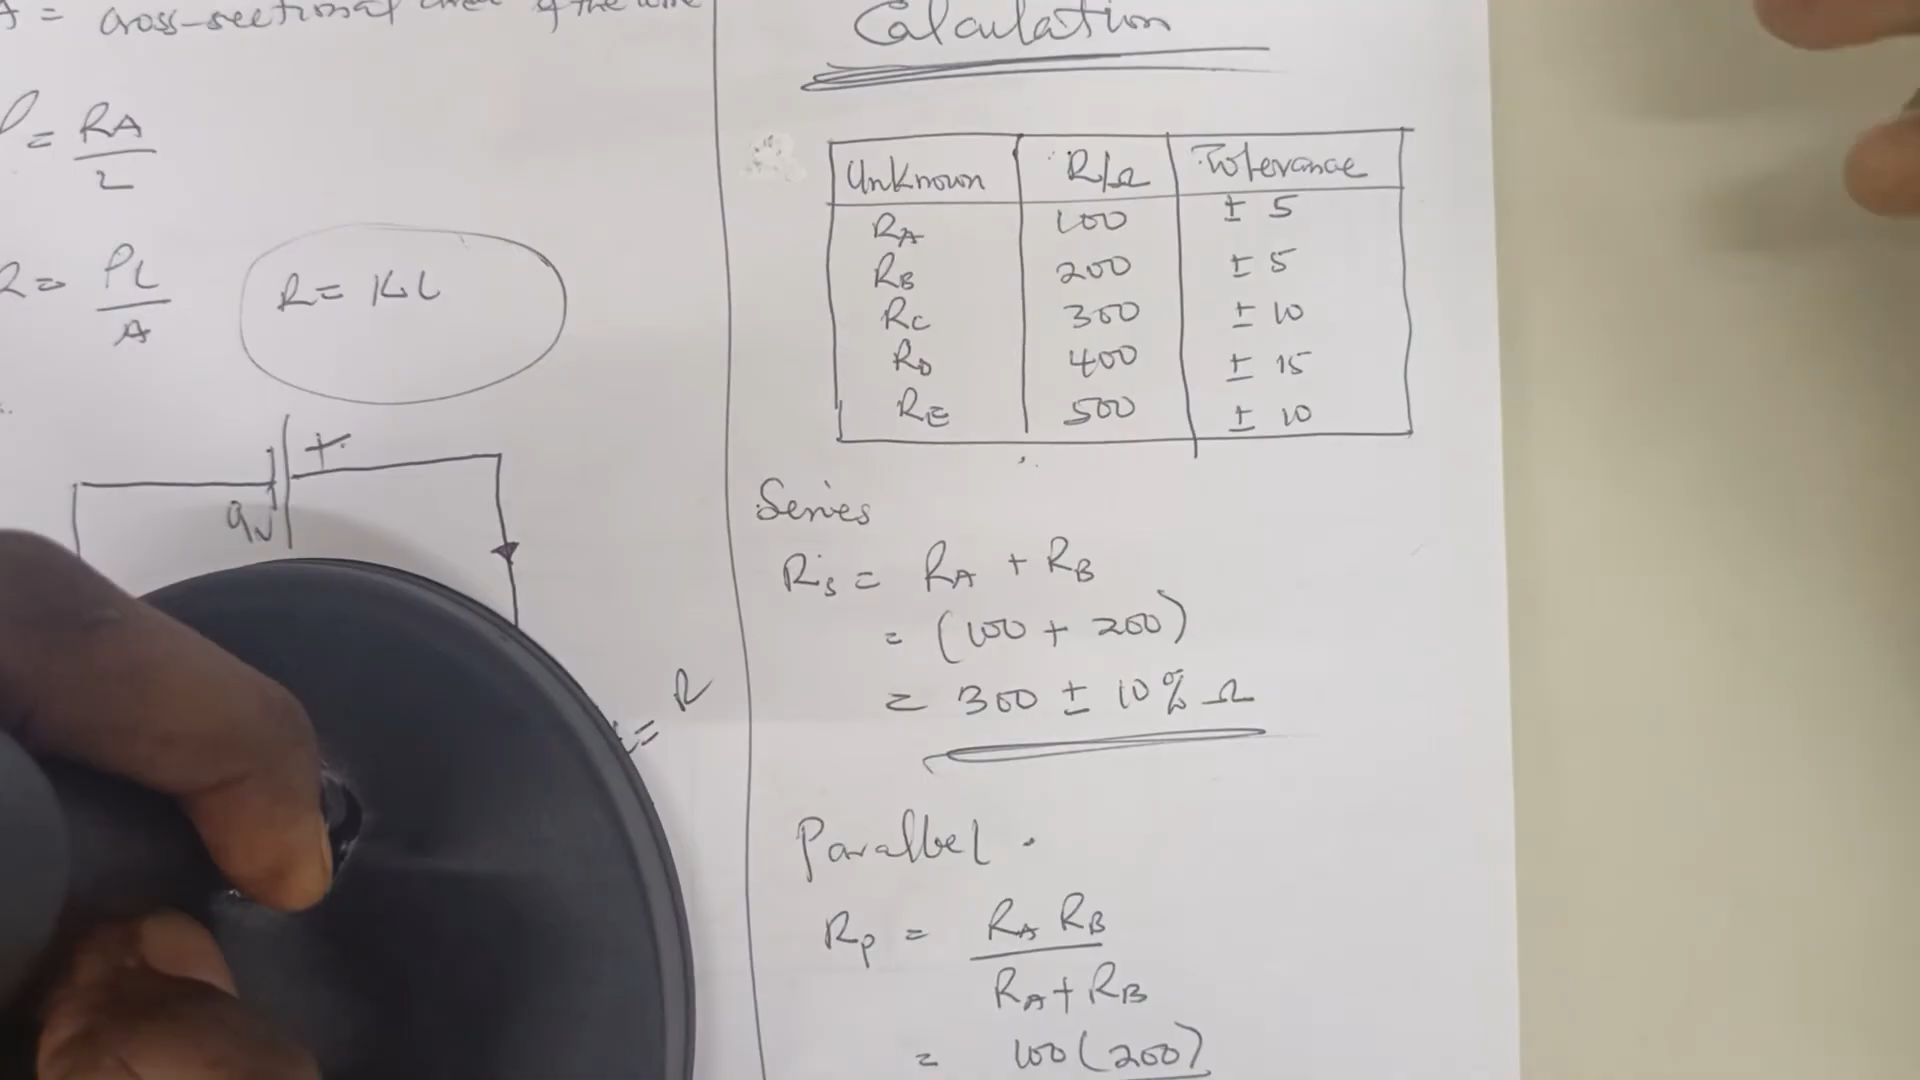 A = cross-sectional area of the wire
ρ = RA
L
R = ρL
A
R = KL
+
9V
R
Calculation
Unknown R/Ω Tolerance
RA 100 ± 5
RB 200 ± 5
RC 300 ± 10
RD 400 ± 15
RE 500 ± 10
Series
Rs = RA + RB
= (100 + 200)
= 300 ± 10% Ω
Parallel .
Rp = RA RB
RA + RB
= 100(200)